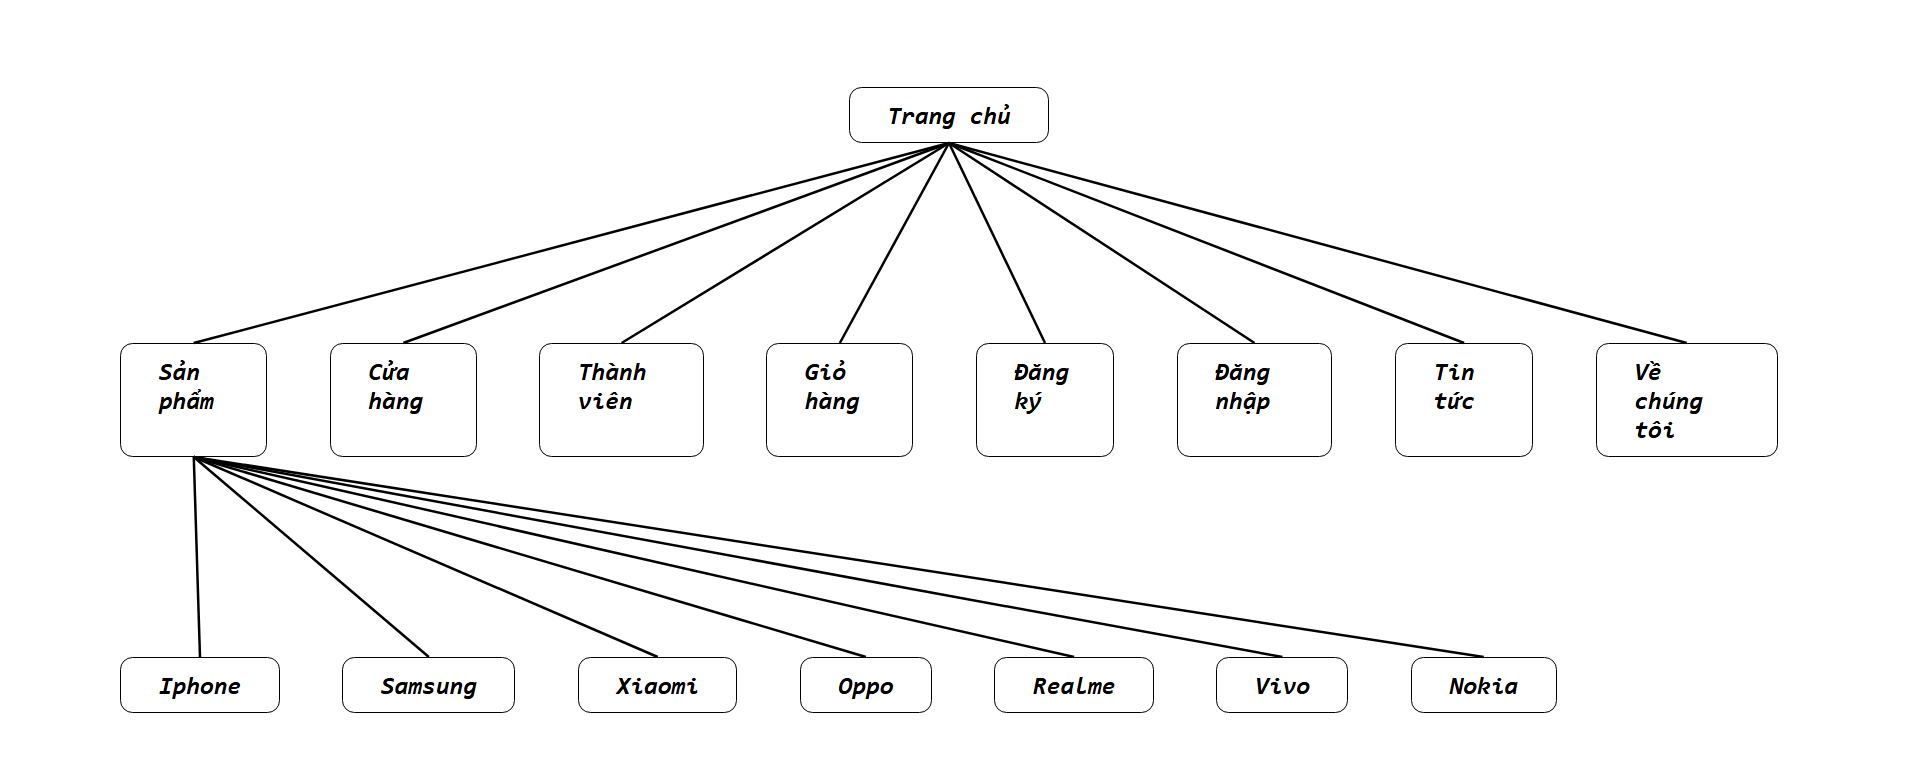 Trang chủ
Sản
phẩm
Cửa
hàng
Thành
viên
Giỏ
hàng
Đăng
ký
Đăng
nhập
Tin
tức
Về
chúng
tôi
Iphone
Samsung
Xiaomi
Oppo
Realme
Vivo
Nokia